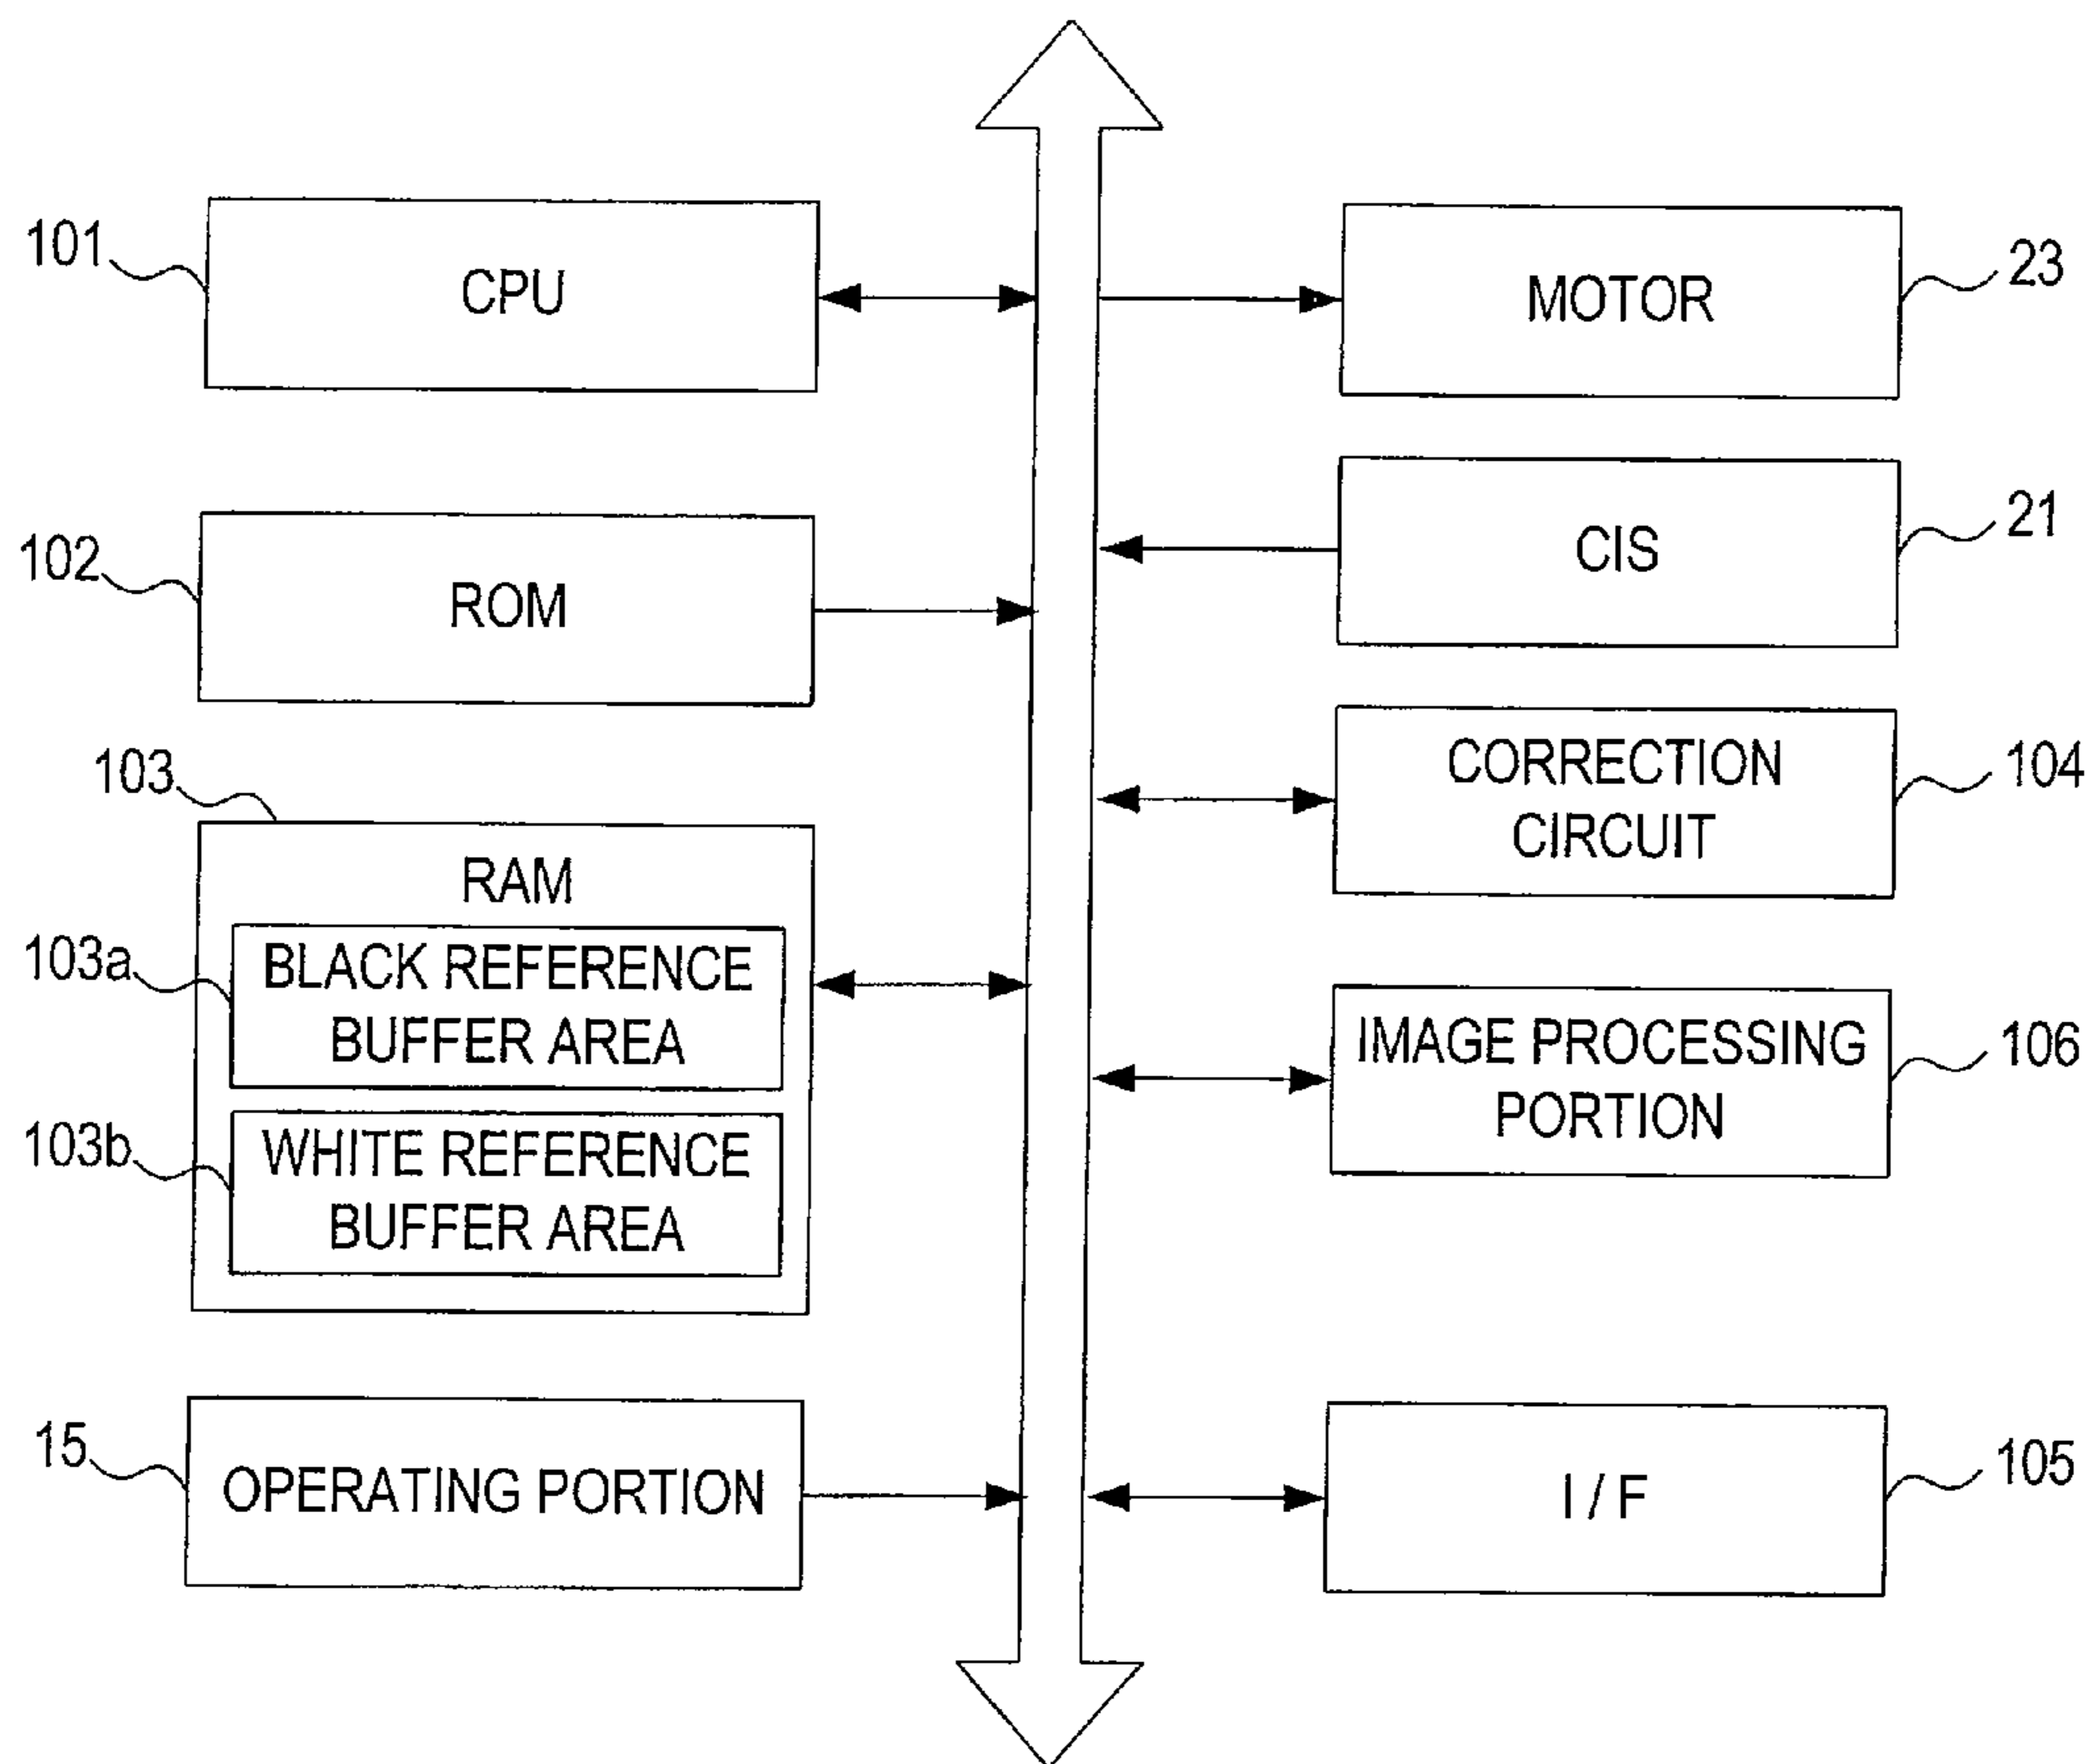 101
CPU
102
ROM
103
RAM
103a
BLACK REFERENCE
BUFFER AREA
103b
WHITE REFERENCE
BUFFER AREA
15
OPERATING PORTION
MOTOR
23
CIS
21
CORRECTION
CIRCUIT
104
IMAGE PROCESSING
PORTION
106
I / F
105